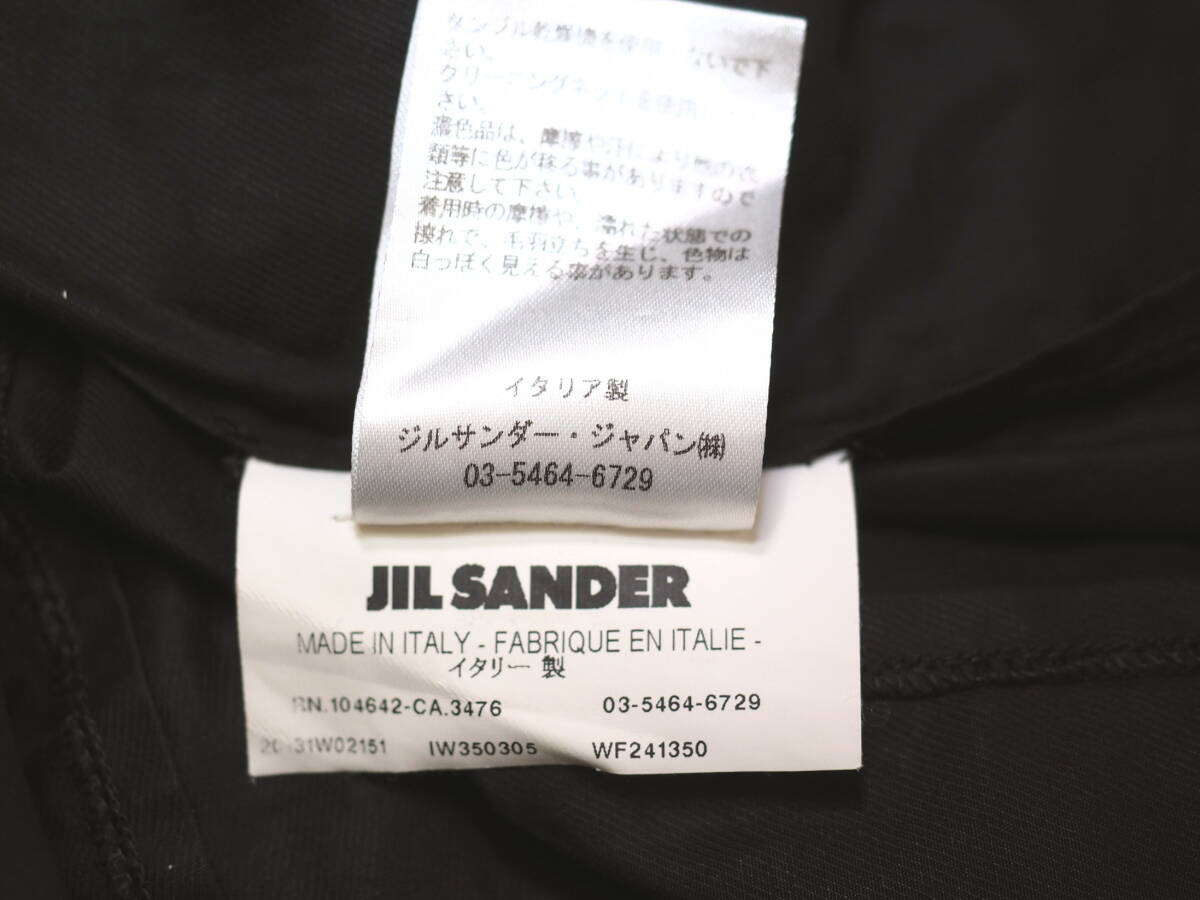 タンブル乾燥機を使用 ないで下
さい。
クリーニングネットを使用
さい。
濃色品は、摩擦や汗により他の衣
類等に色が移る事がありますので
注意して下さい。
着用時の摩擦や、濡れた状態での
擦れで、毛羽立ちを生じ、色物は
白っぽく見える事があります。
イタリア製
ジルサンダー・ジャパン㈱
03-5464-6729
JIL SANDER
MADE IN ITALY - FABRIQUE EN ITALIE -
イタリー 製
RN.104642-CA.3476 03-5464-6729
IW350305 WF241350